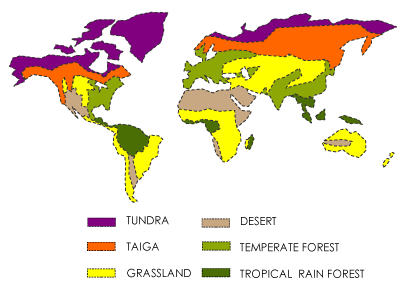 TUNDRA DESERT
TAIGA TEMPERATE FOREST
GRASSLAND TROPICAL RAIN FOREST